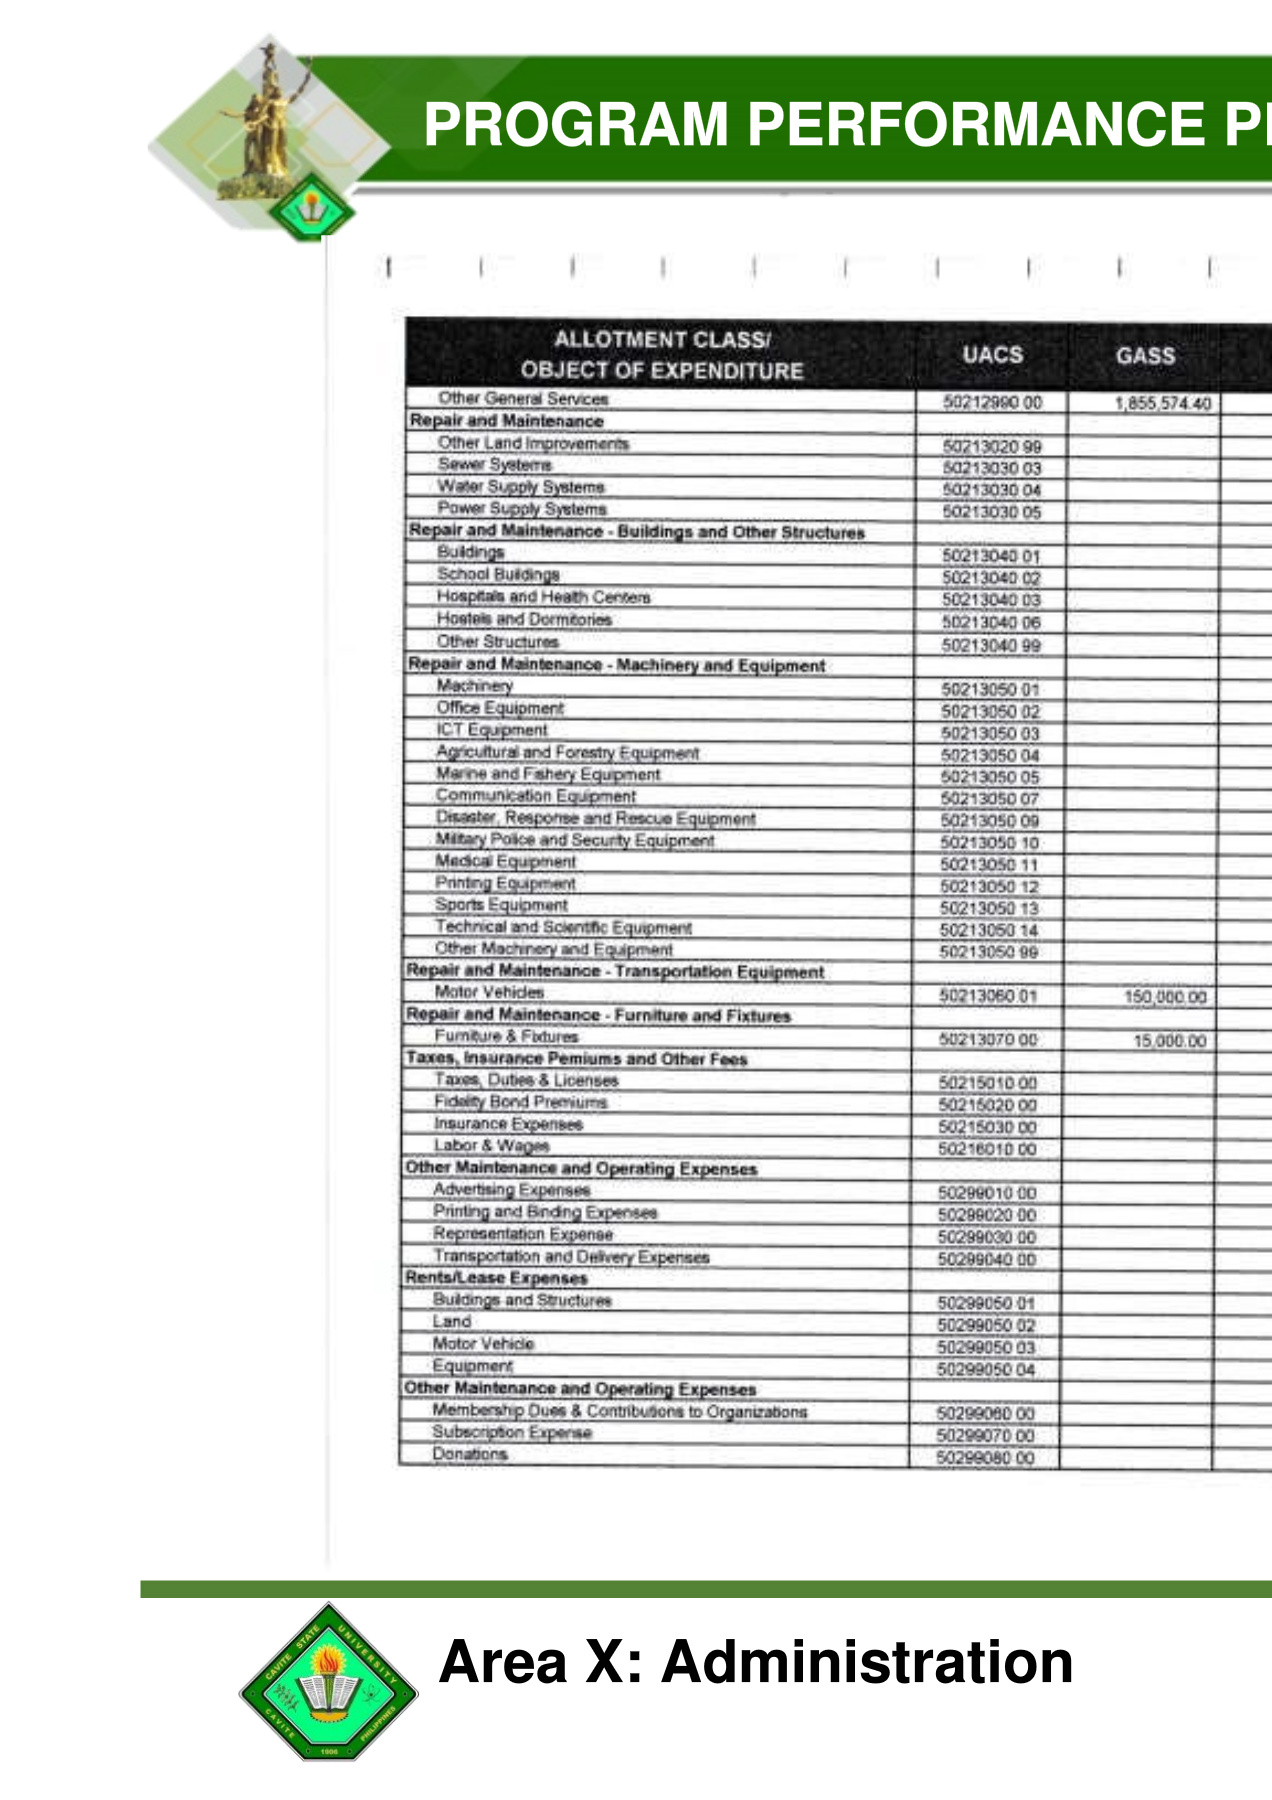 PROGRAM PERFORMANCE P
ALLOTMENT CLASS/
OBJECT OF EXPENDITURE UACS GASS
Other General Services 50212990 00 1,855,574.40
Repair and Maintenance
Other Land Improvements 50213020 99
Sewer Systems 50213030 03
Water Supply Systems 50213030 04
Power Supply Systems 50213030 05
Repair and Maintenance - Buildings and Other Structures
Buildings 50213040 01
School Buildings 50213040 02
Hospitals and Health Centers 50213040 03
Hostels and Dormitories 50213040 06
Other Structures 50213040 99
Repair and Maintenance - Machinery and Equipment
Machinery 50213050 01
Office Equipment 50213050 02
ICT Equipment 50213050 03
Agricultural and Forestry Equipment 50213050 04
Marine and Fishery Equipment 50213050 05
Communication Equipment 50213050 07
Disaster, Response and Rescue Equipment 50213050 09
Military Police and Security Equipment 50213050 10
Medical Equipment 50213050 11
Printing Equipment 50213050 12
Sports Equipment 50213050 13
Technical and Scientific Equipment 50213050 14
Other Machinery and Equipment 50213050 99
Repair and Maintenance - Transportation Equipment
Motor Vehicles 50213060 01 150,000.00
Repair and Maintenance - Furniture and Fixtures
Furniture & Fixtures 50213070 00 15,000.00
Taxes, Insurance Pemiums and Other Fees
Taxes, Duties & Licenses 50215010 00
Fidelity Bond Premiums 50215020 00
Insurance Expenses 50215030 00
Labor & Wages 50216010 00
Other Maintenance and Operating Expenses
Advertising Expenses 50299010 00
Printing and Binding Expenses 50299020 00
Representation Expense 50299030 00
Transportation and Delivery Expenses 50299040 00
Rents/Lease Expenses
Buildings and Structures 50299050 01
Land 50299050 02
Motor Vehicle 50299050 03
Equipment 50299050 04
Other Maintenance and Operating Expenses
Membership Dues & Contributions to Organizations 50299060 00
Subscription Expense 50299070 00
Donations 50299080 00
CAVITE STATE UNIVERSITY
CAVITE PHILIPPINES
1906
Area X: Administration